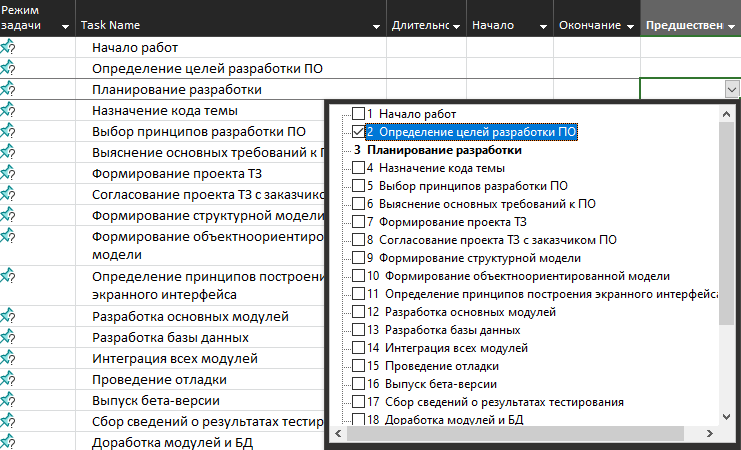 Режим
задачи
Task Name
Длительнос
Начало
Окончание
Предшествен
Начало работ
Определение целей разработки ПО
Планирование разработки
Назначение кода темы
Выбор принципов разработки ПО
Выяснение основных требований к П
Формирование проекта ТЗ
Согласование проекта ТЗ с заказчиком
Формирование структурной модели
Формирование объектноориентиро
модели
Определение принципов построени
экранного интерфейса
Разработка основных модулей
Разработка базы данных
Интеграция всех модулей
Проведение отладки
Выпуск бета-версии
Сбор сведений о результатах тестир
Доработка модулей и БД
1 Начало работ
2 Определение целей разработки ПО
3 Планирование разработки
4 Назначение кода темы
5 Выбор принципов разработки ПО
6 Выяснение основных требований к ПО
7 Формирование проекта ТЗ
8 Согласование проекта ТЗ с заказчиком ПО
9 Формирование структурной модели
10 Формирование объектноориентированной модели
11 Определение принципов построения экранного интерфейса
12 Разработка основных модулей
13 Разработка базы данных
14 Интеграция всех модулей
15 Проведение отладки
16 Выпуск бета-версии
17 Сбор сведений о результатах тестирования
18 Доработка модулей и БД